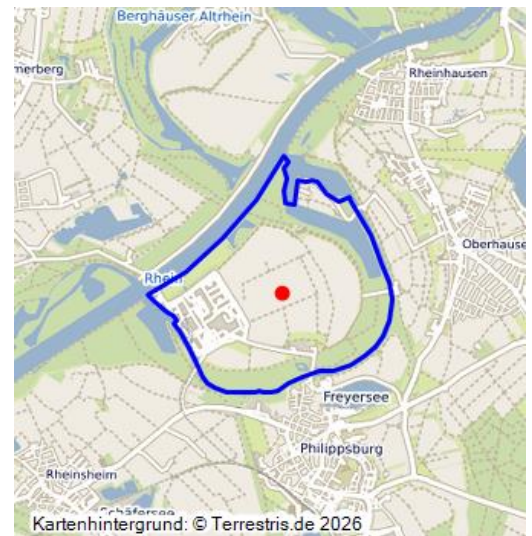 Berghäuser Altrhein
merberg
Rheinhausen
Oberhause
Rhein
Freyersee
Philippsburg
Rheinsheim
Schäfersee
Kartenhintergrund: © Terrestris.de 2026